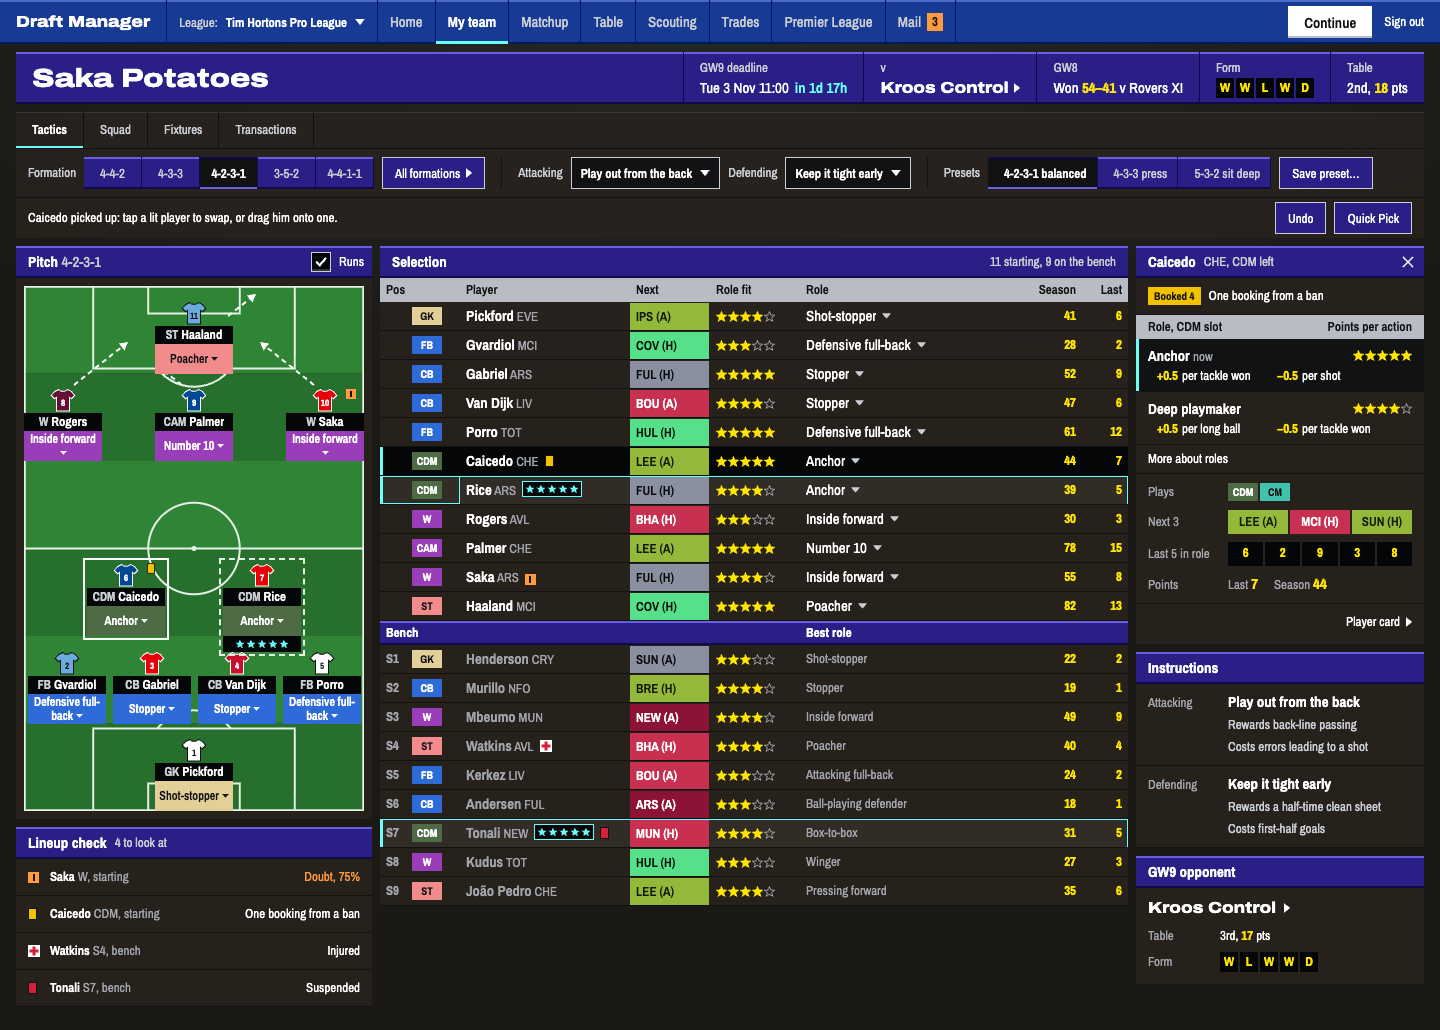 Draft Manager
League: Tim Hortons Pro League
Home
My team
Matchup
Table
Scouting
Trades
Premier League
Mail 3
Continue
Sign out
Saka Potatoes
GW9 deadline
Tue 3 Nov 11:00 in 1d 17h
v
Kroos Control
GW8
Won 54–41 v Rovers XI
Form
W W L W D
Table
2nd, 18 pts
Tactics
Squad
Fixtures
Transactions
Formation
4-4-2
4-3-3
4-2-3-1
3-5-2
4-4-1-1
All formations
Attacking
Play out from the back
Defending
Keep it tight early
Presets
4-2-3-1 balanced
4-3-3 press
5-3-2 sit deep
Save preset...
Caicedo picked up: tap a lit player to swap, or drag him onto one.
Undo
Quick Pick
Pitch 4-2-3-1
Runs
11
ST Haaland
Poacher
8
W Rogers
Inside forward
9
CAM Palmer
Number 10
10
W Saka
Inside forward
6
CDM Caicedo
Anchor
7
CDM Rice
Anchor
2
FB Gvardiol
Defensive full-
back
3
CB Gabriel
Stopper
4
CB Van Dijk
Stopper
5
FB Porro
Defensive full-
back
1
GK Pickford
Shot-stopper
Lineup check 4 to look at
Saka W, starting Doubt, 75%
Caicedo CDM, starting One booking from a ban
Watkins S4, bench Injured
Tonali S7, bench Suspended
Selection 11 starting, 9 on the bench
Pos Player Next Role fit Role Season Last
GK Pickford EVE IPS (A) Shot-stopper 41 6
FB Gvardiol MCI COV (H) Defensive full-back 28 2
CB Gabriel ARS FUL (H) Stopper 52 9
CB Van Dijk LIV BOU (A) Stopper 47 6
FB Porro TOT HUL (H) Defensive full-back 61 12
CDM Caicedo CHE LEE (A) Anchor 44 7
CDM Rice ARS FUL (H) Anchor 39 5
W Rogers AVL BHA (H) Inside forward 30 3
CAM Palmer CHE LEE (A) Number 10 78 15
W Saka ARS FUL (H) Inside forward 55 8
ST Haaland MCI COV (H) Poacher 82 13
Bench Best role
S1 GK Henderson CRY SUN (A) Shot-stopper 22 2
S2 CB Murillo NFO BRE (H) Stopper 19 1
S3 W Mbeumo MUN NEW (A) Inside forward 49 9
S4 ST Watkins AVL BHA (H) Poacher 40 4
S5 FB Kerkez LIV BOU (A) Attacking full-back 24 2
S6 CB Andersen FUL ARS (A) Ball-playing defender 18 1
S7 CDM Tonali NEW MUN (H) Box-to-box 31 5
S8 W Kudus TOT HUL (H) Winger 27 3
S9 ST João Pedro CHE LEE (A) Pressing forward 35 6
Caicedo CHE, CDM left
Booked 4 One booking from a ban
Role, CDM slot Points per action
Anchor now
+0.5 per tackle won –0.5 per shot
Deep playmaker
+0.5 per long ball –0.5 per tackle won
More about roles
Plays CDM CM
Next 3 LEE (A) MCI (H) SUN (H)
Last 5 in role 6 2 9 3 8
Points Last 7 Season 44
Player card
Instructions
Attacking Play out from the back
Rewards back-line passing
Costs errors leading to a shot
Defending Keep it tight early
Rewards a half-time clean sheet
Costs first-half goals
GW9 opponent
Kroos Control
Table 3rd, 17 pts
Form W L W W D